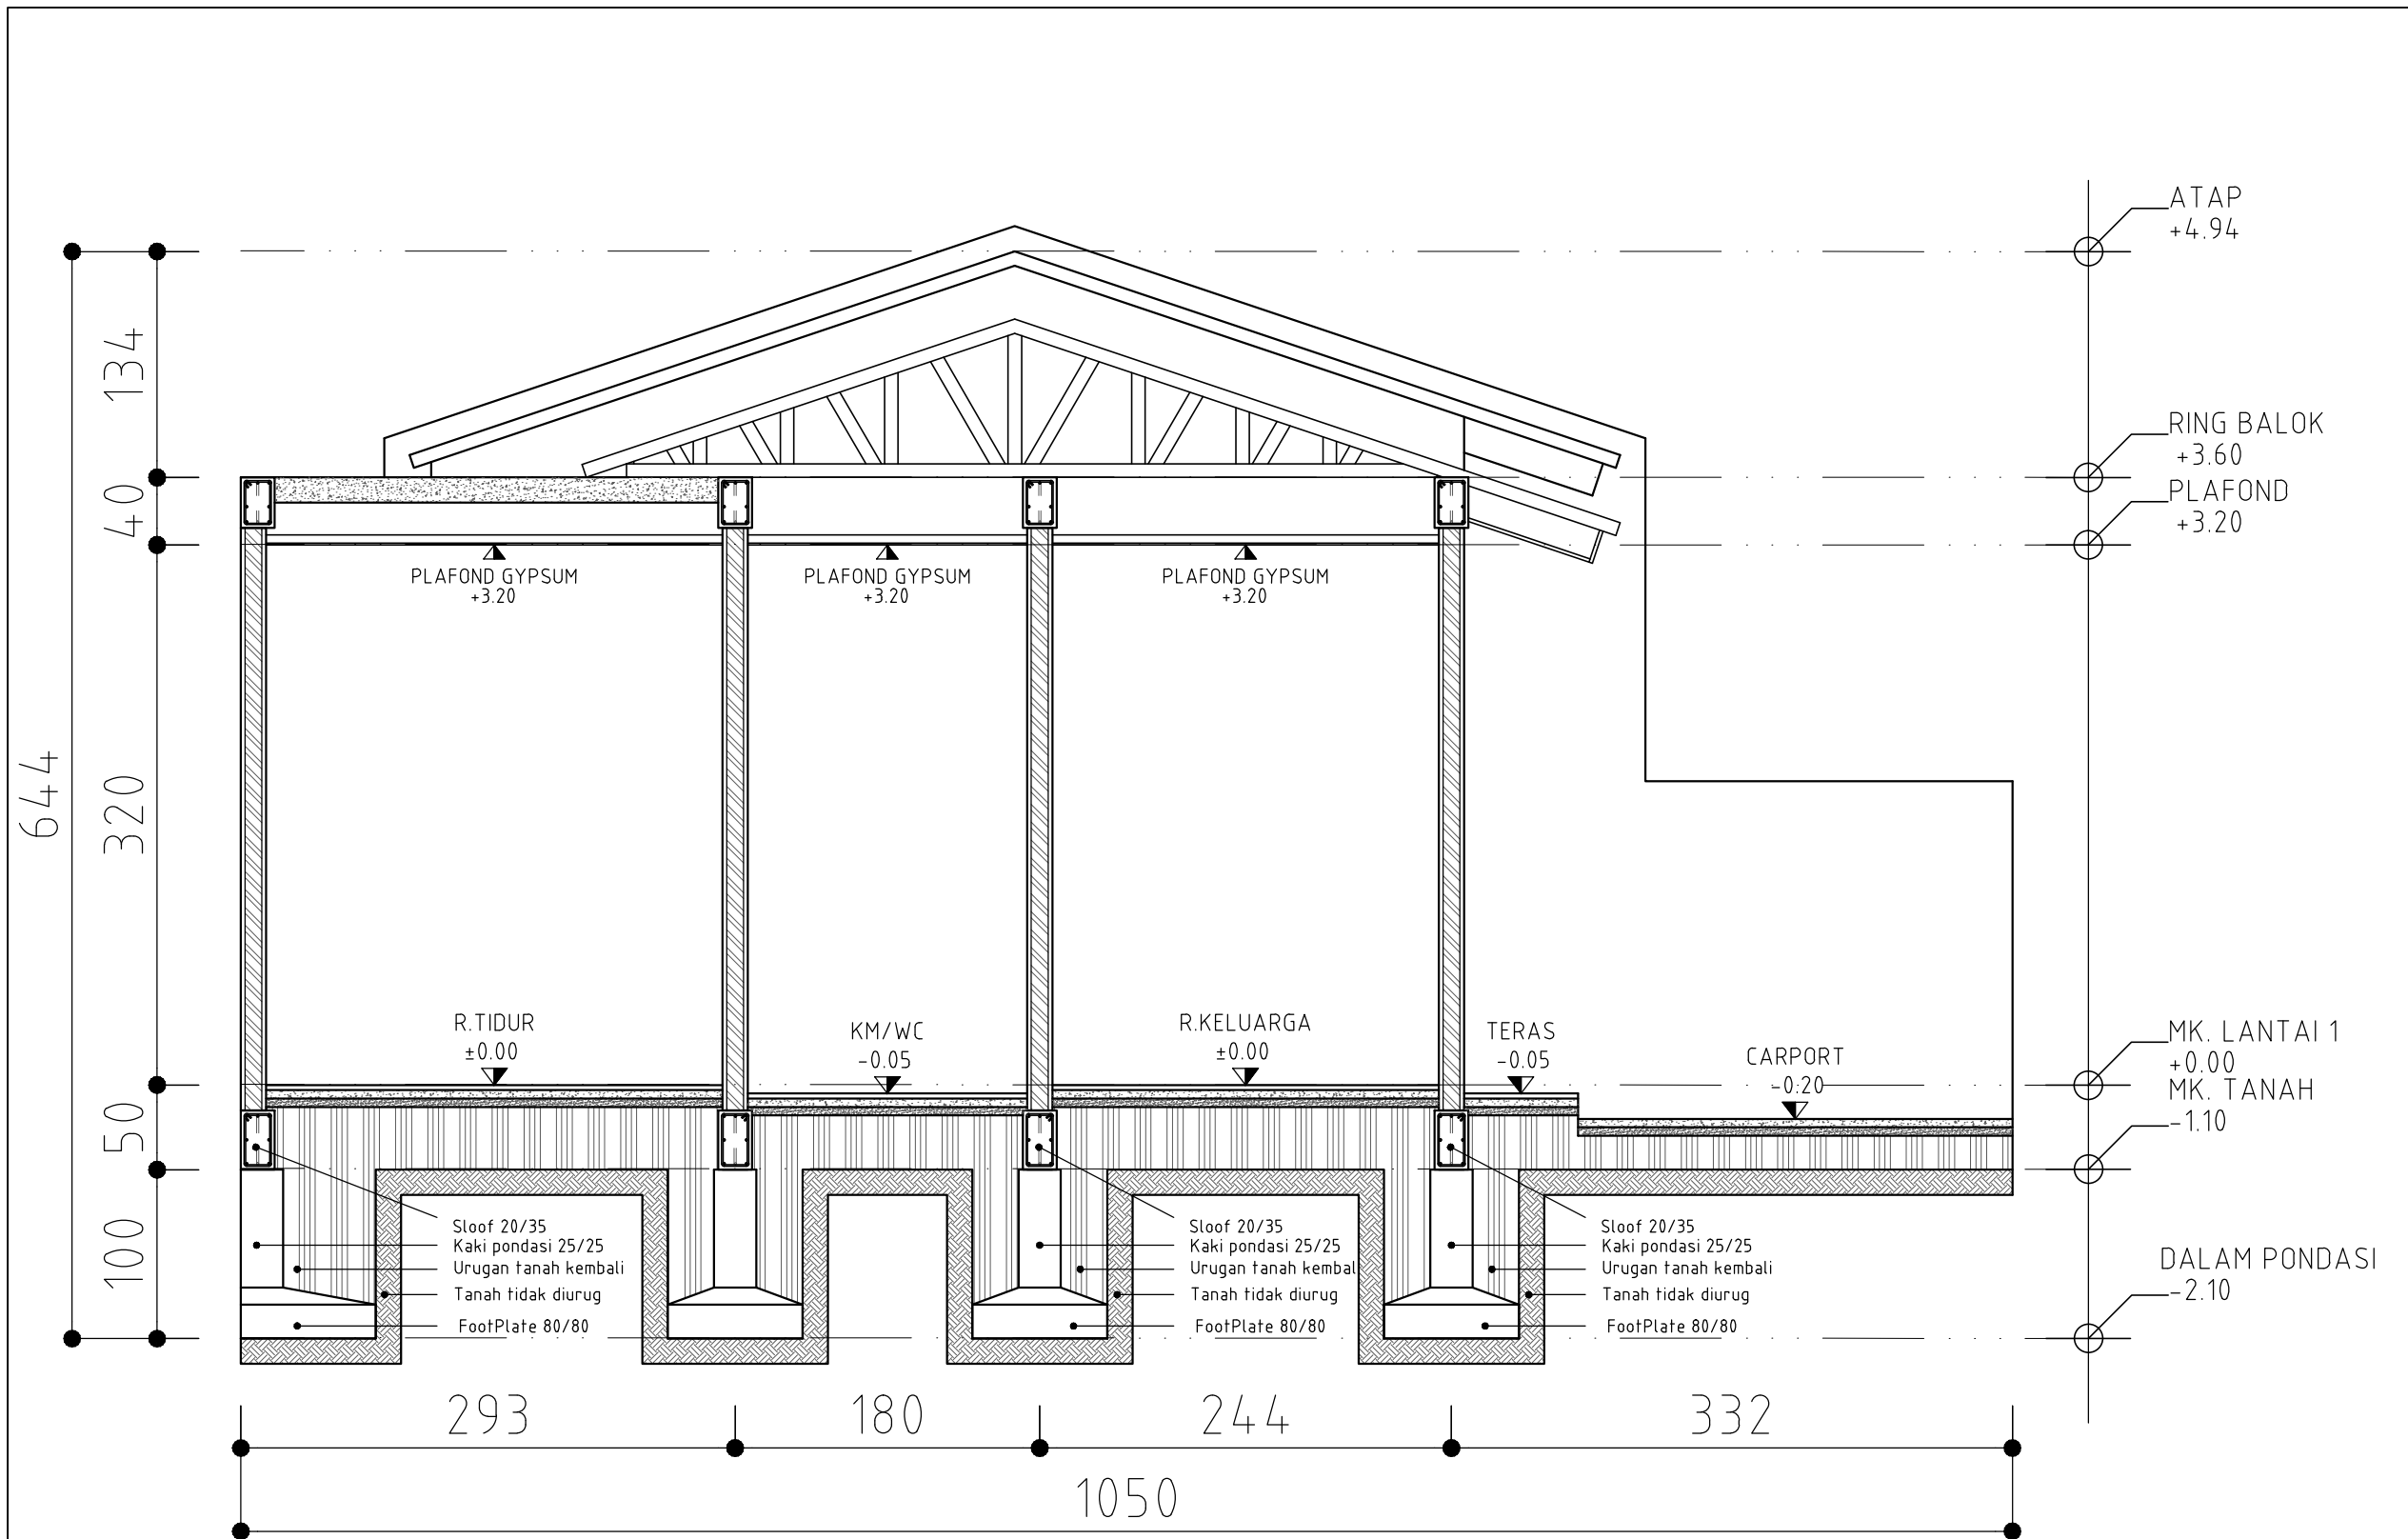 ATAP
+4.94
134
RING BALOK
+3.60
40
PLAFOND
+3.20
PLAFOND GYPSUM
+3.20
PLAFOND GYPSUM
+3.20
PLAFOND GYPSUM
+3.20
644
320
R.TIDUR
±0.00
KM/WC
-0.05
R.KELUARGA
±0.00
TERAS
-0.05
CARPORT
-0.20
MK. LANTAI 1
+0.00
MK. TANAH
-1.10
50
100
Sloof 20/35
Kaki pondasi 25/25
Urugan tanah kembali
Tanah tidak diurug
FootPlate 80/80
Sloof 20/35
Kaki pondasi 25/25
Urugan tanah kembal
Tanah tidak diurug
FootPlate 80/80
Sloof 20/35
Kaki pondasi 25/25
Urugan tanah kembali
Tanah tidak diurug
FootPlate 80/80
DALAM PONDASI
-2.10
293
180
244
332
1050